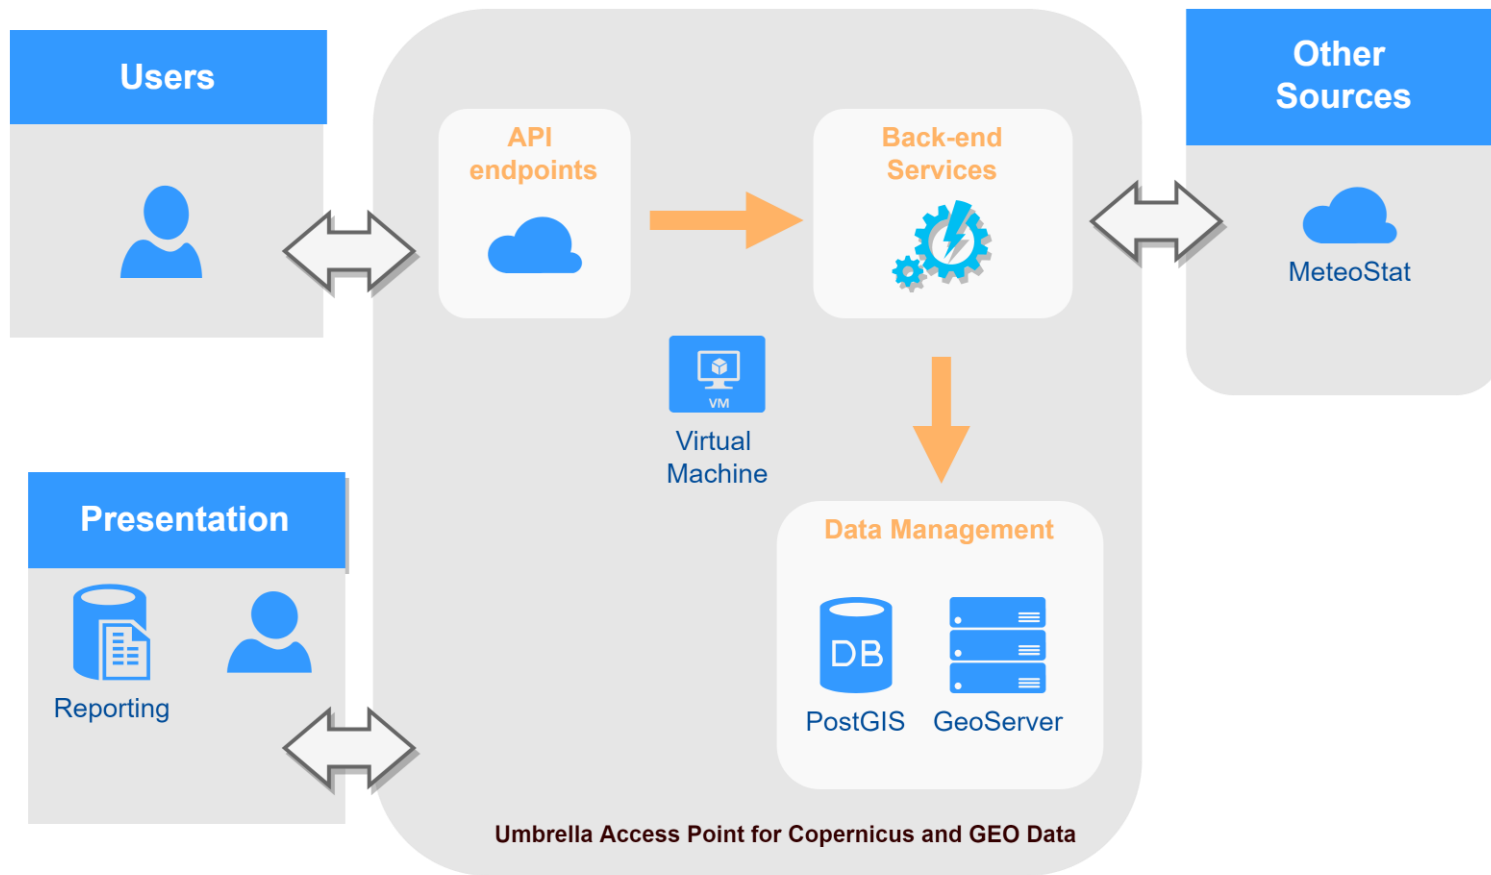 Users
API
endpoints
Back-end
Services
Other
Sources
MeteoStat
VM
Virtual
Machine
Presentation
Reporting
Data Management
DB
PostGIS
GeoServer
Umbrella Access Point for Copernicus and GEO Data